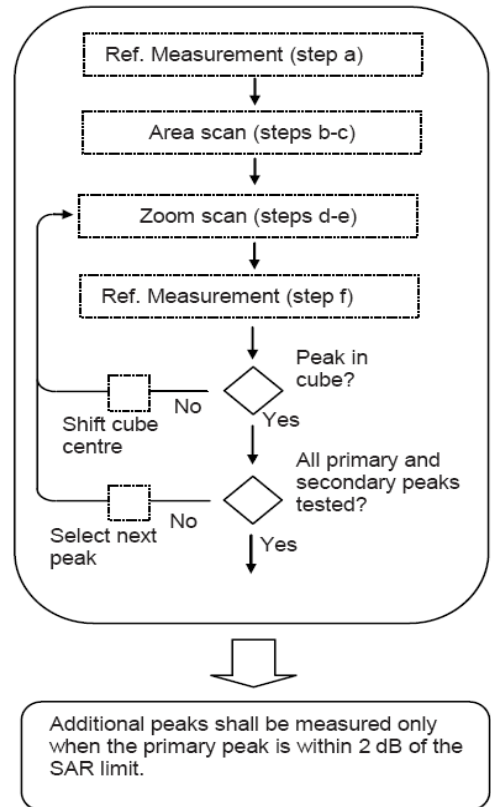 Ref. Measurement (step a)
Area scan (steps b-c)
Zoom scan (steps d-e)
Ref. Measurement (step f)
Peak in
cube?
No
Shift cube
centre
Yes
All primary and
secondary peaks
tested?
No
Select next
peak
Yes
Additional peaks shall be measured only
when the primary peak is within 2 dB of the
SAR limit.